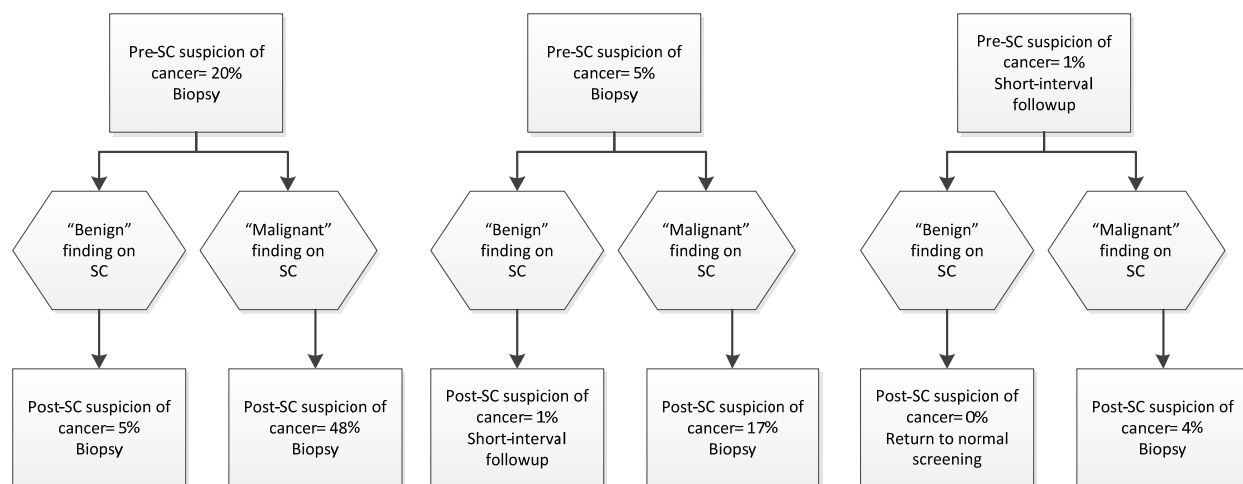 Pre-SC suspicion of
cancer= 20%
Biopsy
Pre-SC suspicion of
cancer= 5%
Biopsy
Pre-SC suspicion of
cancer= 1%
Short-interval
followup
“Benign”
finding on
SC
“Malignant”
finding on
SC
“Benign”
finding on
SC
“Malignant”
finding on
SC
“Benign”
finding on
SC
“Malignant”
finding on
SC
Post-SC suspicion of
cancer= 5%
Biopsy
Post-SC suspicion of
cancer= 48%
Biopsy
Post-SC suspicion of
cancer= 1%
Short-interval
followup
Post-SC suspicion of
cancer= 17%
Biopsy
Post-SC suspicion of
cancer= 0%
Return to normal
screening
Post-SC suspicion of
cancer= 4%
Biopsy